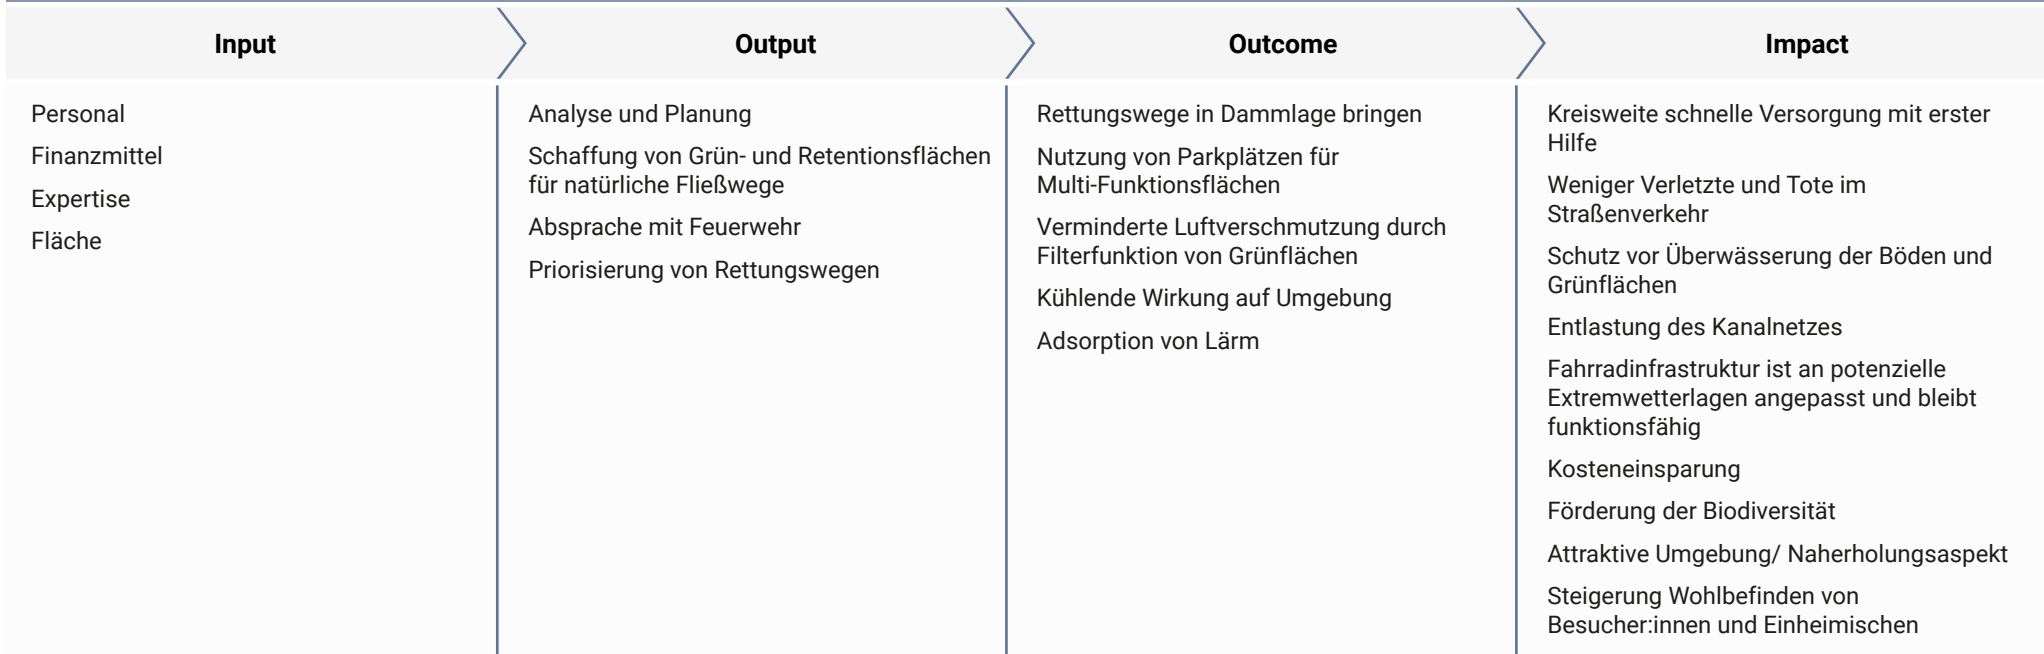 Input
Output
Outcome
Impact
Personal
Finanzmittel
Expertise
Fläche
Analyse und Planung
Schaffung von Grün- und Retentionsflächen
für natürliche Fließwege
Absprache mit Feuerwehr
Priorisierung von Rettungswegen
Rettungswege in Dammlage bringen
Nutzung von Parkplätzen für
Multi-Funktionsflächen
Verminderte Luftverschmutzung durch
Filterfunktion von Grünflächen
Kühlende Wirkung auf Umgebung
Adsorption von Lärm
Kreisweite schnelle Versorgung mit erster
Hilfe
Weniger Verletzte und Tote im
Straßenverkehr
Schutz vor Überwässerung der Böden und
Grünflächen
Entlastung des Kanalnetzes
Fahrradinfrastruktur ist an potenzielle
Extremwetterlagen angepasst und bleibt
funktionsfähig
Kosteneinsparung
Förderung der Biodiversität
Attraktive Umgebung/ Naherholungsaspekt
Steigerung Wohlbefinden von
Besucher:innen und Einheimischen